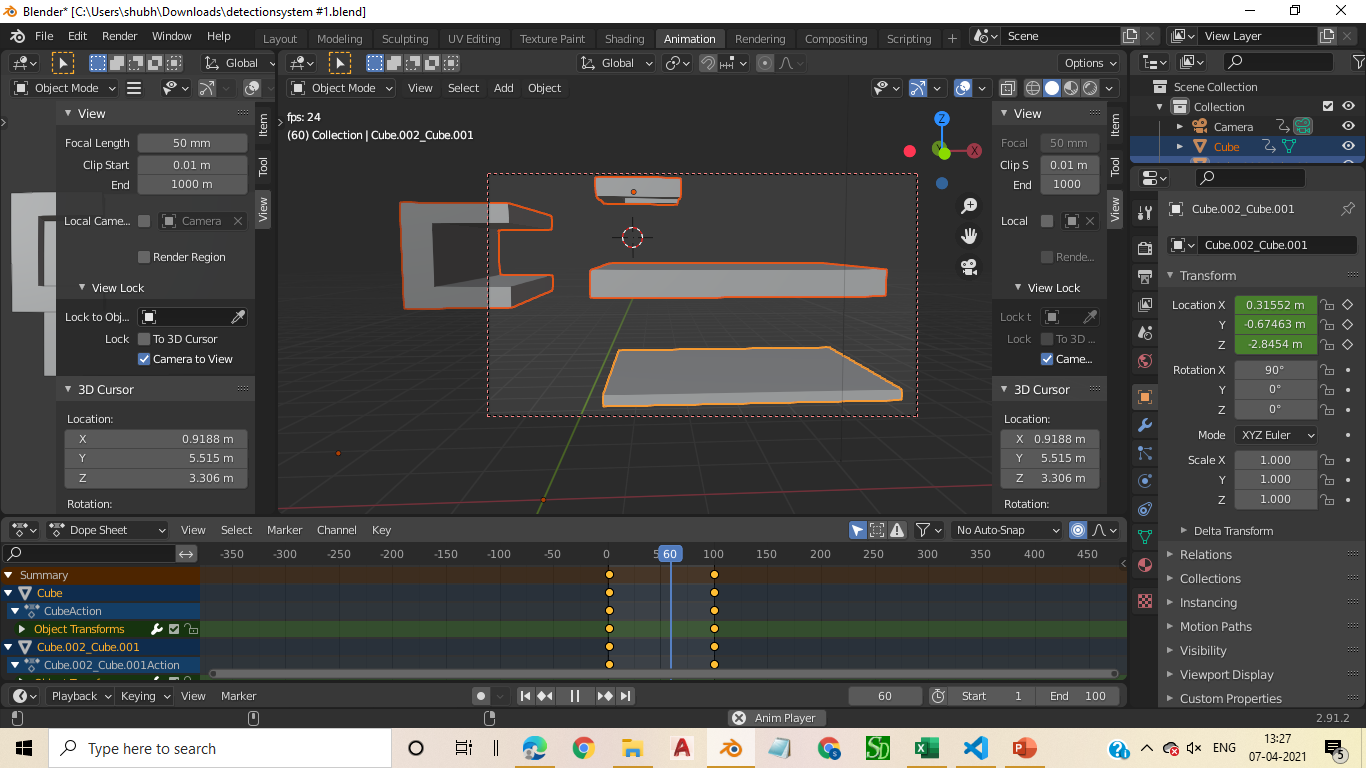 Blender* [C:\Users\shubh\Downloads\detectionsystem #1.blend]
File Edit Render Window Help
Layout Modeling Sculpting UV Editing Texture Paint Shading Animation Rendering Compositing Scripting +
Scene
View Layer
Global
Global
Options
Object Mode
Object Mode View Select Add Object
Scene Collection
Collection
Camera
Cube
View
Focal Length 50 mm
Clip Start 0.01 m
End 1000 m
Local Came... Camera
Render Region
View Lock
Lock to Obj...
Lock To 3D Cursor
Camera to View
3D Cursor
Location:
X 0.9188 m
Y 5.515 m
Z 3.306 m
Rotation:
Item
Tool
View
fps: 24
(60) Collection | Cube.002_Cube.001
Z
X
View
Focal 50 mm
Clip S 0.01 m
End 1000
Local
Rende...
View Lock
Lock t
Lock To 3D ...
Came...
3D Cursor
Location:
X 0.9188 m
Y 5.515 m
Z 3.306 m
Rotation:
Item
Tool
View
Cube.002_Cube.001
Cube.002_Cube.001
Transform
Location X 0.31552 m
Y -0.67463 m
Z -2.8454 m
Rotation X 90°
Y 0°
Z 0°
Mode XYZ Euler
Scale X 1.000
Y 1.000
Z 1.000
Delta Transform
Relations
Collections
Instancing
Motion Paths
Visibility
Viewport Display
Custom Properties
Dope Sheet View Select Marker Channel Key
No Auto-Snap
-350 -300 -250 -200 -150 -100 -50 0 60 100 150 200 250 300 350 400 450
Summary
Cube
CubeAction
Object Transforms
Cube.002_Cube.001
Cube.002_Cube.001Action
Playback Keying View Marker
60
Start 1
End 100
Anim Player
2.91.2
Type here to search
ENG
13:27
07-04-2021
5